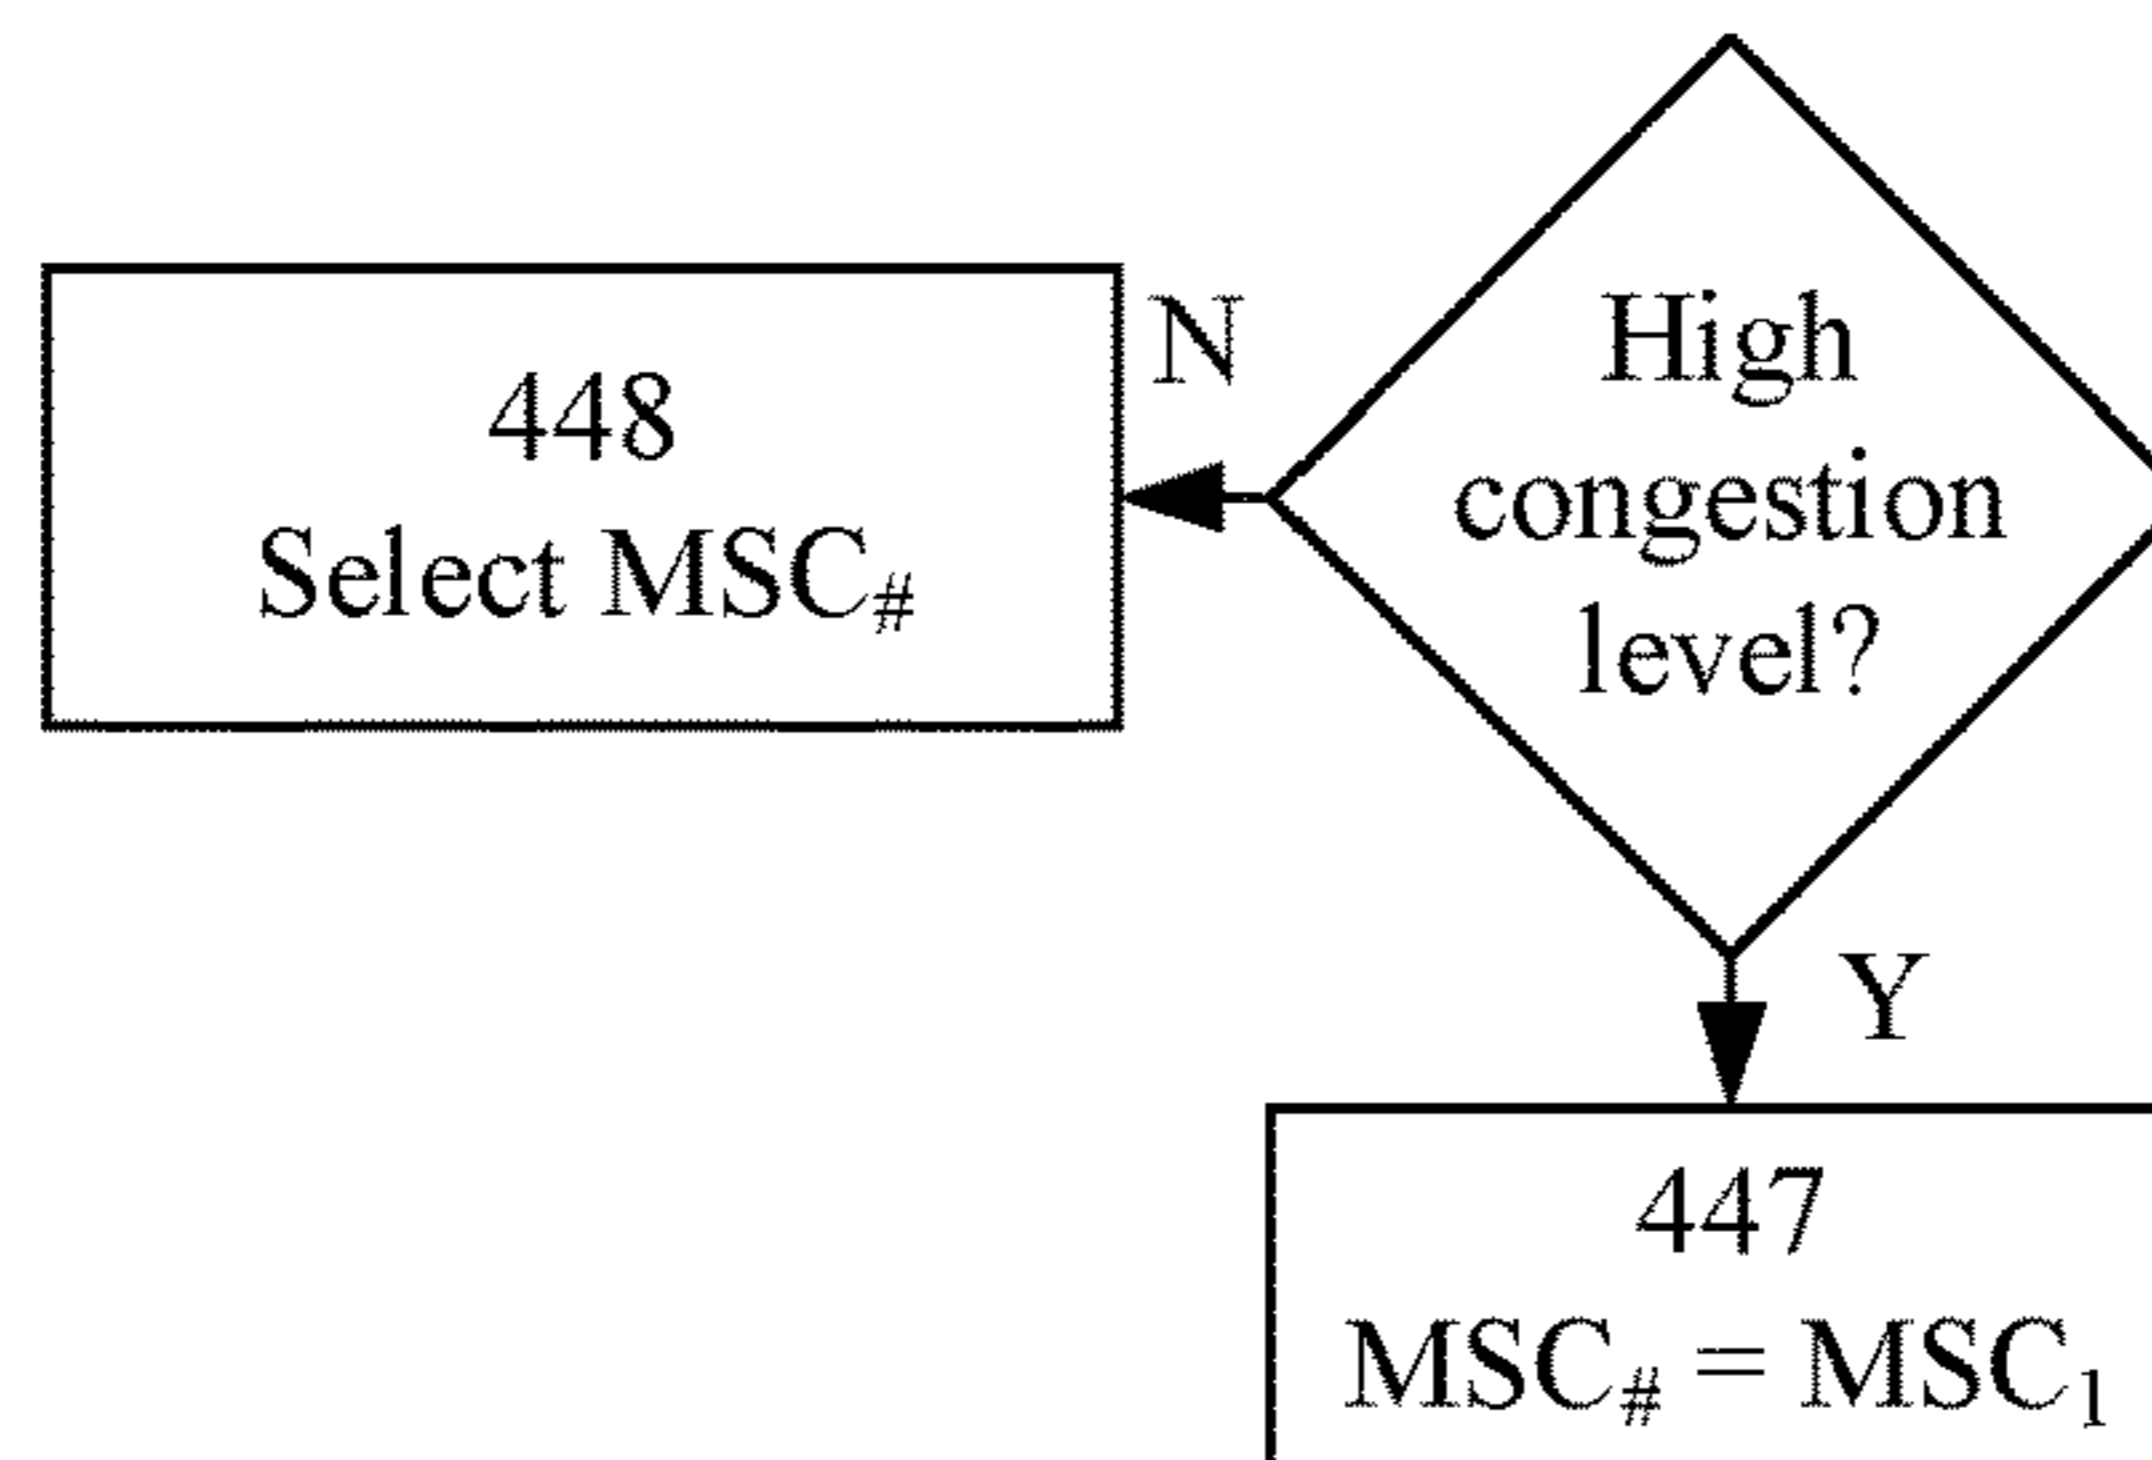 448
Select MSC#
N
High
congestion
level?
Y
447
MSC# = MSC1